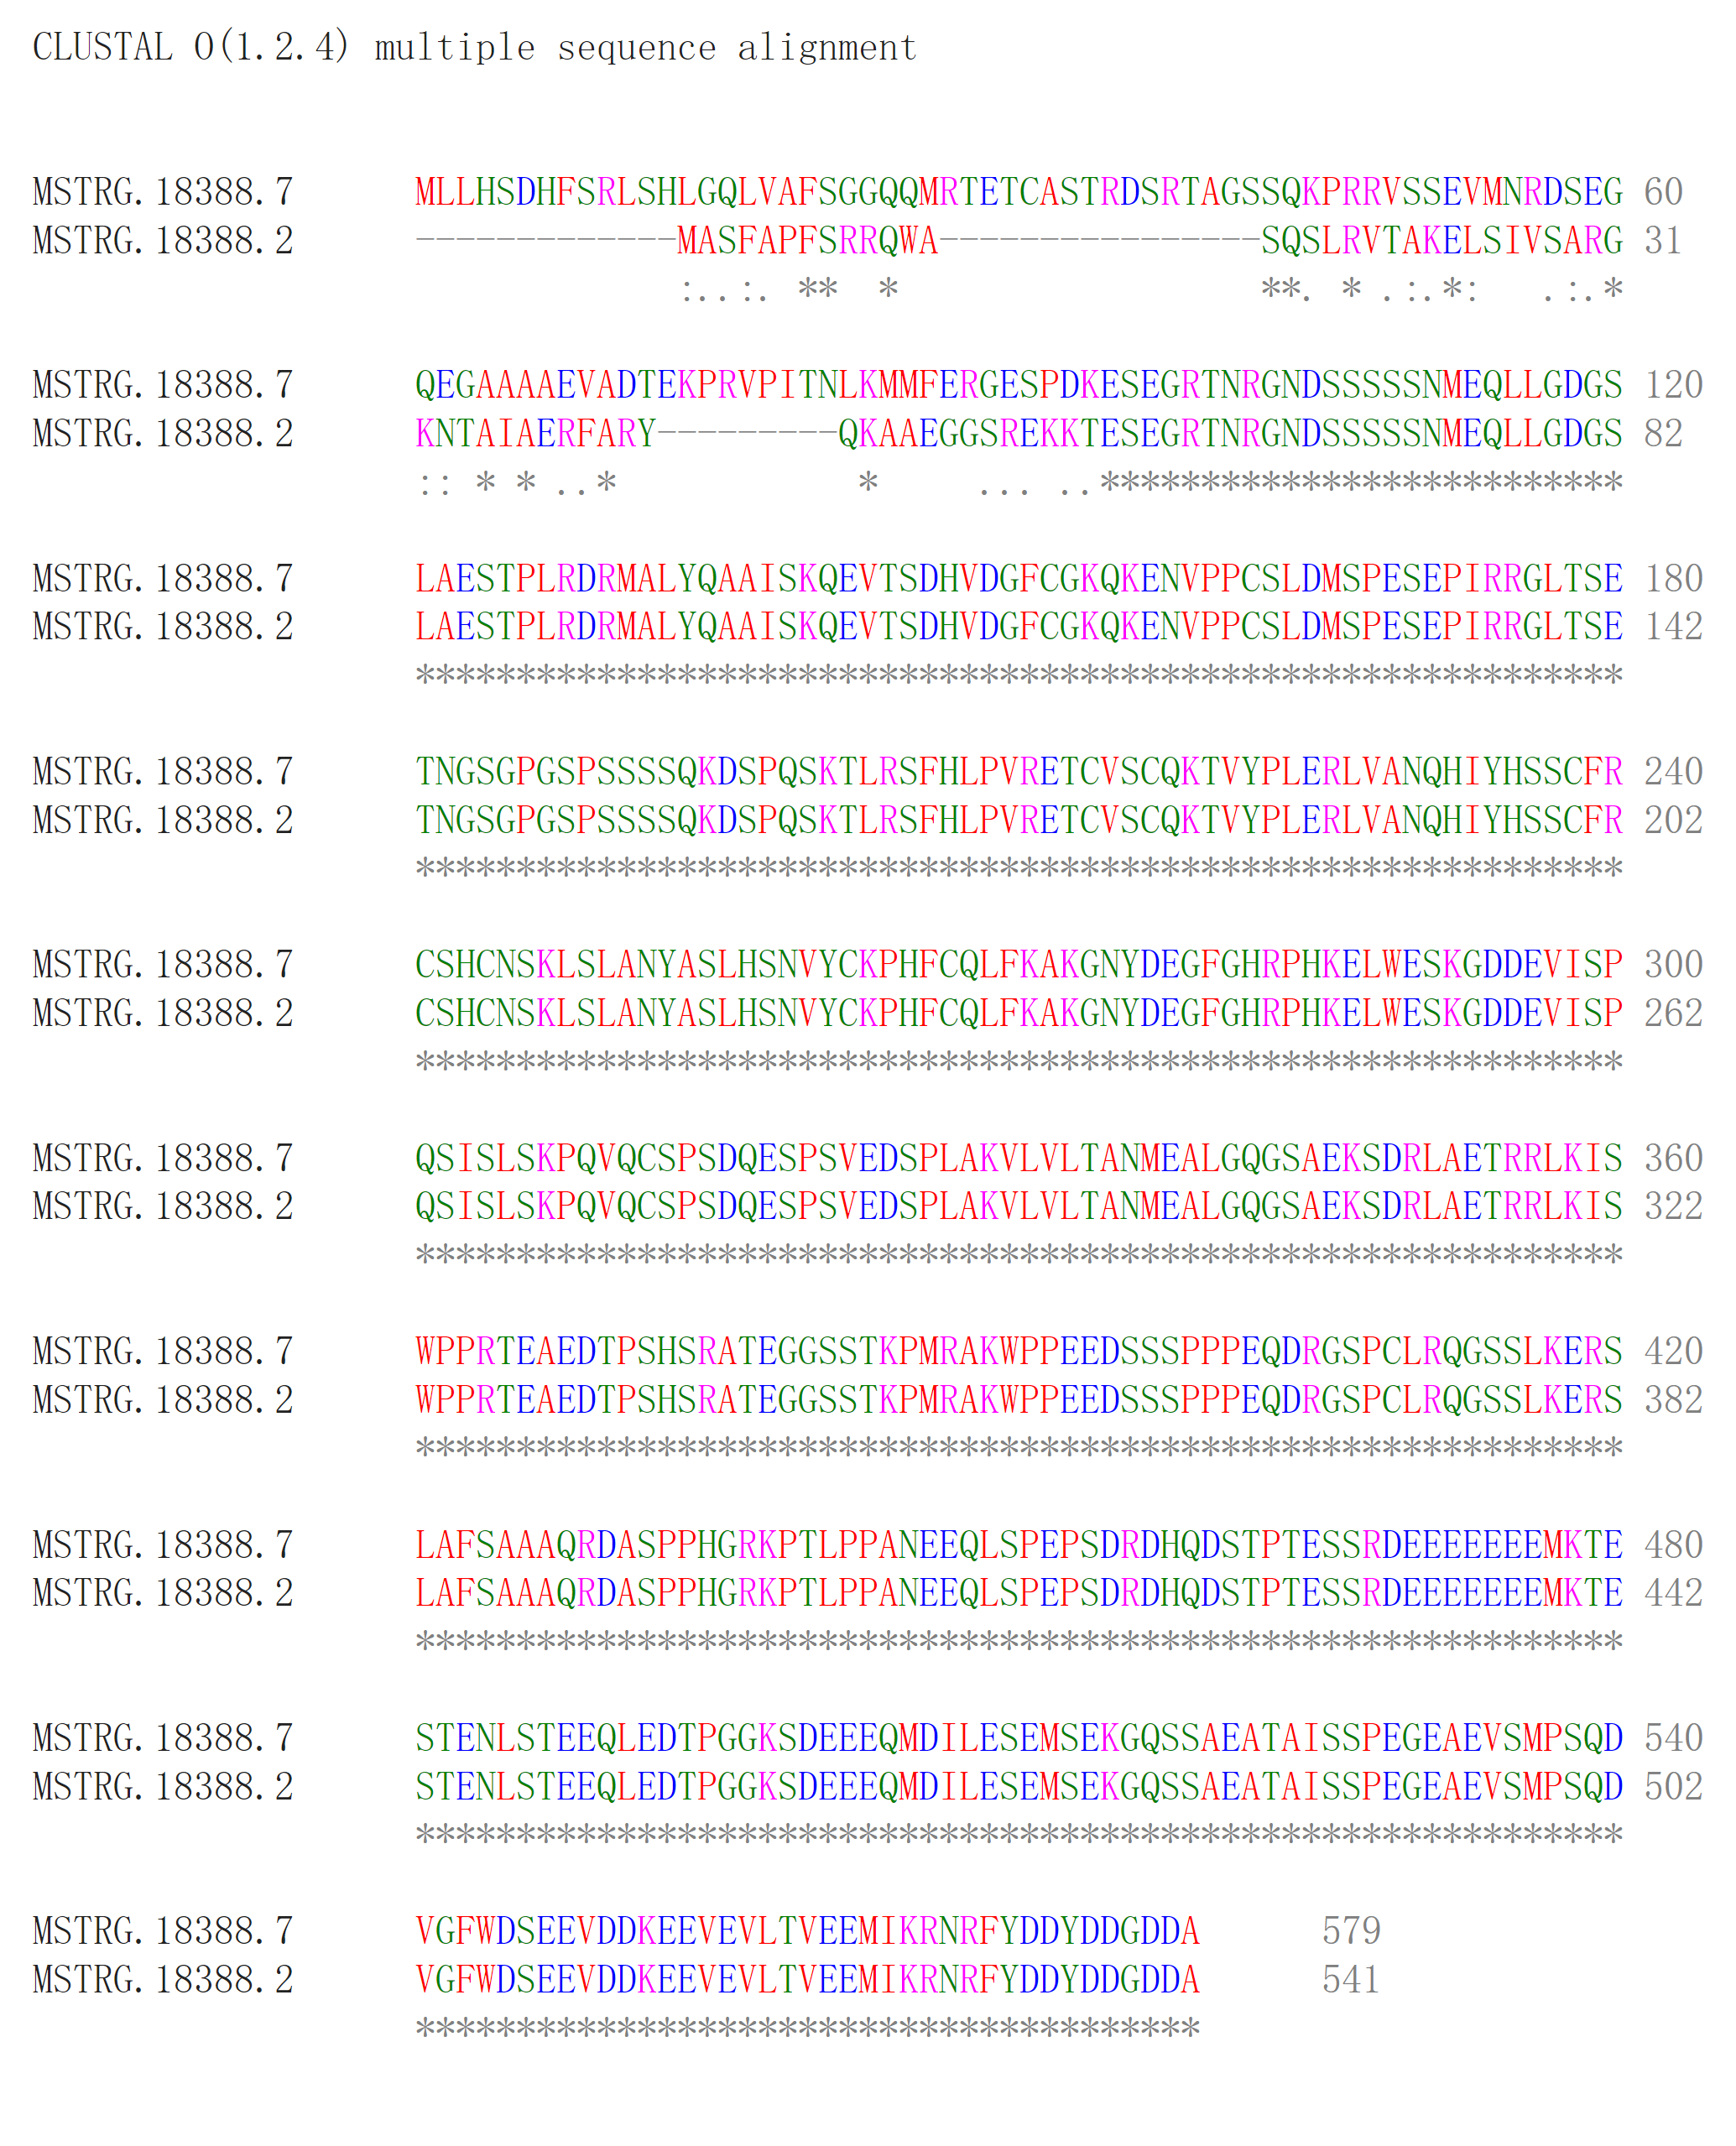 CLUSTAL O(1.2.4) multiple sequence alignment
MSTRG.18388.7      MLLHSDHFSRLSHLGQLVAFSGGQQMRTETCASTRDSRTAGSSQKPRRVSSEVMNRDSEG 60
MSTRG.18388.2      -------------MASFAPFSRRQWA----------------SQSLRVTAKELSIVSARG 31
                                :..:. **  *                  **. * .:.*:   .:.*
MSTRG.18388.7      QEGAAAAEVADTEKPRVPITNLKMMFERGESPDKESEGRTNRGNDSSSSSNMEQLLGDGS 120
MSTRG.18388.2      KNTAIAERFARY---------QKAAEGGSREKKTESEGRTNRGNDSSSSSNMEQLLGDGS 82
                   :: * * ..*            *     ... ..**************************
MSTRG.18388.7      LAESTPLRDRMALYQAAISKQEVTSDHVDGFCGKQKENVPPCSLDMSPESEPIRRGLTSE 180
MSTRG.18388.2      LAESTPLRDRMALYQAAISKQEVTSDHVDGFCGKQKENVPPCSLDMSPESEPIRRGLTSE 142
                   ************************************************************
MSTRG.18388.7      TNGSGPGSPSSSSQKDSPQSKTLRSFHLPVRETCVSCQKTVYPLERLVANQHIYHSSCFR 240
MSTRG.18388.2      TNGSGPGSPSSSSQKDSPQSKTLRSFHLPVRETCVSCQKTVYPLERLVANQHIYHSSCFR 202
                   ************************************************************
MSTRG.18388.7      CSHCNSKLSLANYASLHSNVYCKPHFCQLFKAKGNYDEGFGHRPHKELWESKGDDEVISP 300
MSTRG.18388.2      CSHCNSKLSLANYASLHSNVYCKPHFCQLFKAKGNYDEGFGHRPHKELWESKGDDEVISP 262
                   ************************************************************
MSTRG.18388.7      QSISLSKPQVQCSPSDQESPSVEDSPLAKVLVLTANMEALGQGSAEKSDRLAETRRLKIS 360
MSTRG.18388.2      QSISLSKPQVQCSPSDQESPSVEDSPLAKVLVLTANMEALGQGSAEKSDRLAETRRLKIS 322
                   ************************************************************
MSTRG.18388.7      WPPRTEAEDTPSHSRATEGGSSTKPMRAKWPPEEDSSSPPPEQDRGSPCLRQGSSLKERS 420
MSTRG.18388.2      WPPRTEAEDTPSHSRATEGGSSTKPMRAKWPPEEDSSSPPPEQDRGSPCLRQGSSLKERS 382
                   ************************************************************
MSTRG.18388.7      LAFSAAAQRDASPPHGRKPTLPPANEEQLSPEPSDRDHQDSTPTESSRDEEEEEEEMKTE 480
MSTRG.18388.2      LAFSAAAQRDASPPHGRKPTLPPANEEQLSPEPSDRDHQDSTPTESSRDEEEEEEEMKTE 442
                   ************************************************************
MSTRG.18388.7      STENLSTEEQLEDTPGGKSDEEEQMDILESEMSEKGQSSAEATAISSPEGEAEVSMPSQD 540
MSTRG.18388.2      STENLSTEEQLEDTPGGKSDEEEQMDILESEMSEKGQSSAEATAISSPEGEAEVSMPSQD 502
                   ************************************************************
MSTRG.18388.7      VGFWDSEEVDDKEEVEVLTVEEMIKRNRFYDDYDDGDDA      579
MSTRG.18388.2      VGFWDSEEVDDKEEVEVLTVEEMIKRNRFYDDYDDGDDA      541
                   ***************************************